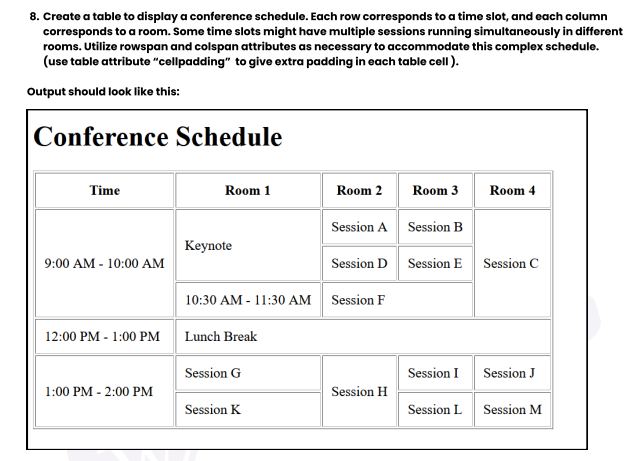 8. Create a table to display a conference schedule. Each row corresponds to a time slot, and each column
corresponds to a room. Some time slots might have multiple sessions running simultaneously in different
rooms. Utilize rowspan and colspan attributes as necessary to accommodate this complex schedule.
(use table attribute “cellpadding” to give extra padding in each table cell ).
Output should look like this:
Conference Schedule
Time Room 1 Room 2 Room 3 Room 4
Session A Session B
Keynote
9:00 AM - 10:00 AM Session D Session E Session C
10:30 AM - 11:30 AM Session F
12:00 PM - 1:00 PM Lunch Break
Session G Session I Session J
1:00 PM - 2:00 PM Session H
Session K Session L Session M